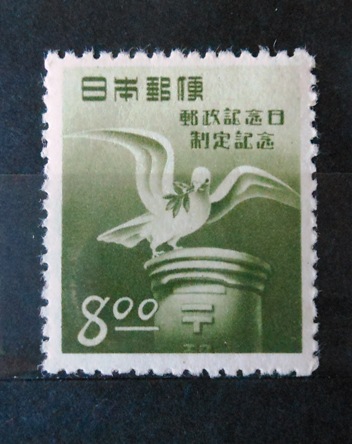 日本郵便
郵政記念日
制定記念
8.00
〒